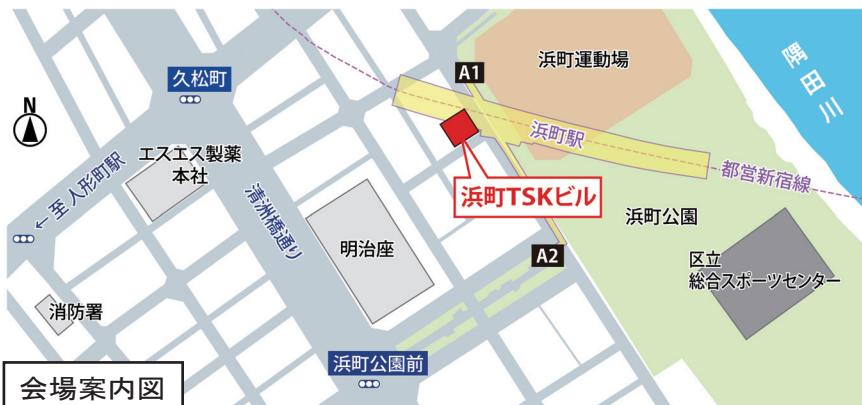 浜町運動場
A1
隅田川
久松町
N
浜町駅
エスエス製薬
本社
都営新宿線
← 至 人形町駅
浜町TSKビル
清洲橋通り
浜町公園
明治座
A2
区立
総合スポーツセンター
消防署
浜町公園前
会場案内図